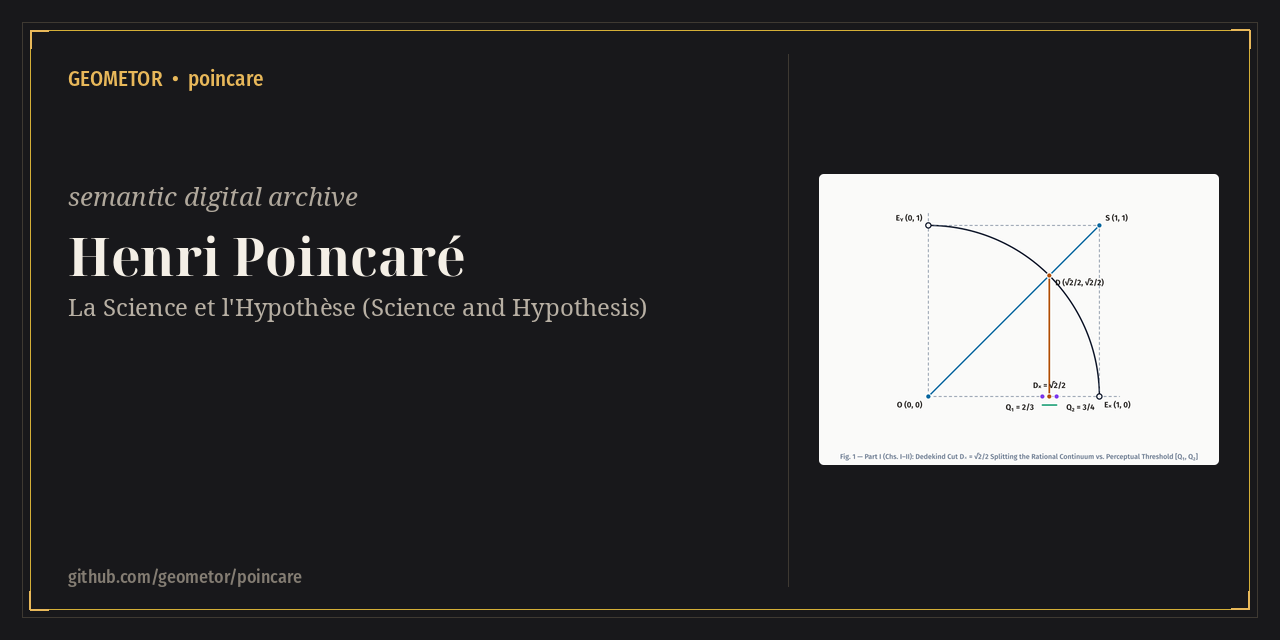 GEOMETOR • poincare
semantic digital archive
Henri Poincaré
La Science et l'Hypothèse (Science and Hypothesis)
github.com/geometor/poincare
Eᵧ (0, 1)
S (1, 1)
D (√2/2, √2/2)
Dₓ = √2/2
O (0, 0)
Q₁ = 2/3
Q₂ = 3/4
Eₓ (1, 0)
Fig. 1 — Part I (Chs. I–II): Dedekind Cut Dₓ = √2/2 Splitting the Rational Continuum vs. Perceptual Threshold [Q₁, Q₂]